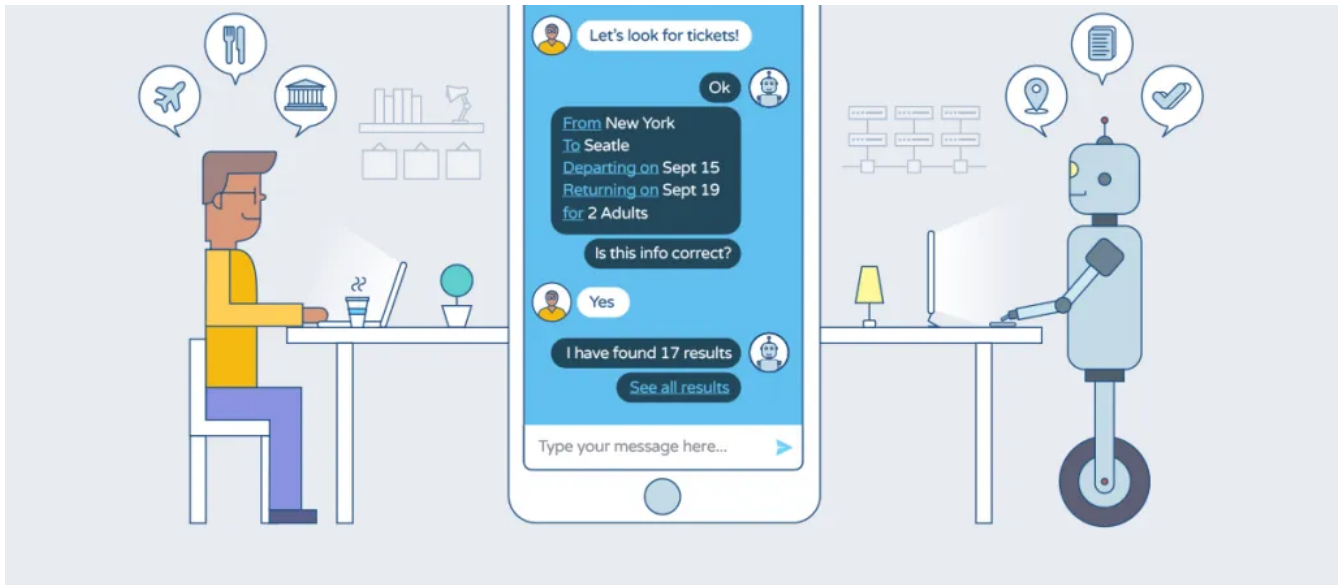 Let's look for tickets!
Ok
From New York
To Seatle
Departing on Sept 15
Returning on Sept 19
for 2 Adults
Is this info correct?
Yes
I have found 17 results
See all results
Type your message here...